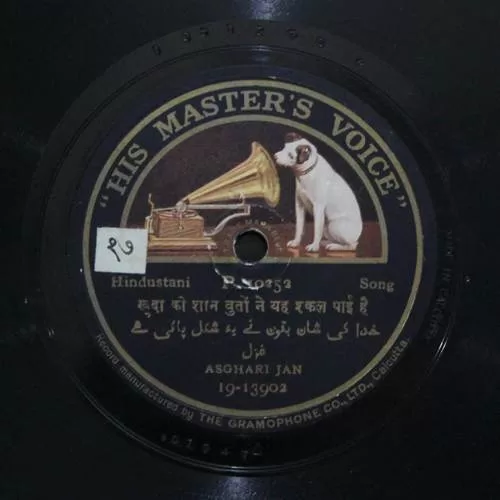 "HIS MASTER'S VOICE"
Hindustani P.10252 Song
खुदा की शान बुतों ने यह शकल पाई है
خدا کی شان بتوں نے یہ شکل پائی ہے
غزل
ASGHARI JAN
19-13902
Record manufactured by THE GRAMOPHONE CO., LTD., Calcutta.